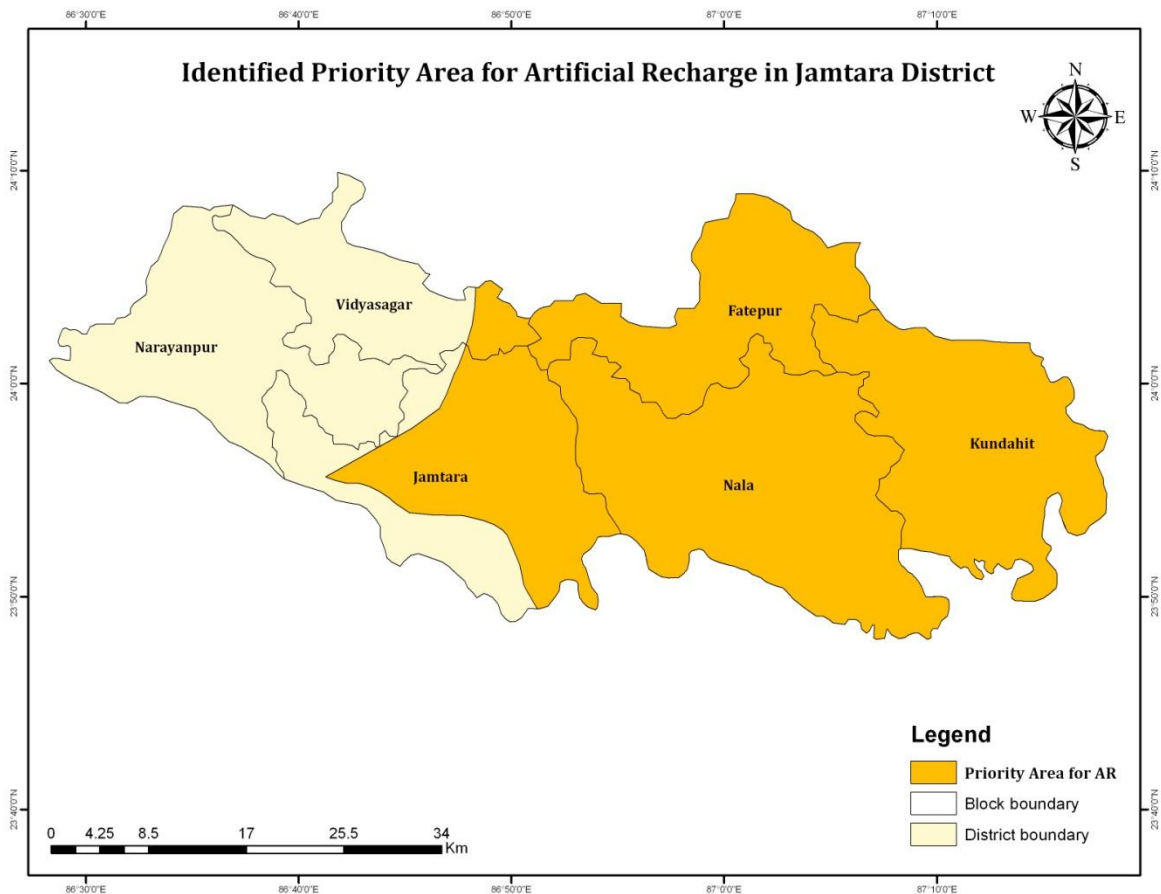 86°30'0"E 86°40'0"E 86°50'0"E 87°0'0"E 87°10'0"E
Identified Priority Area for Artificial Recharge in Jamtara District
N
W E
S
24°10'0"N 24°10'0"N
Vidyasagar
Fatepur
Narayanpur
24°0'0"N 24°0'0"N
Kundahit
Jamtara
Nala
23°50'0"N 23°50'0"N
Legend
Priority Area for AR
Block boundary
District boundary
23°40'0"N 23°40'0"N
0 4.25 8.5 17 25.5 34
Km
86°30'0"E 86°40'0"E 86°50'0"E 87°0'0"E 87°10'0"E